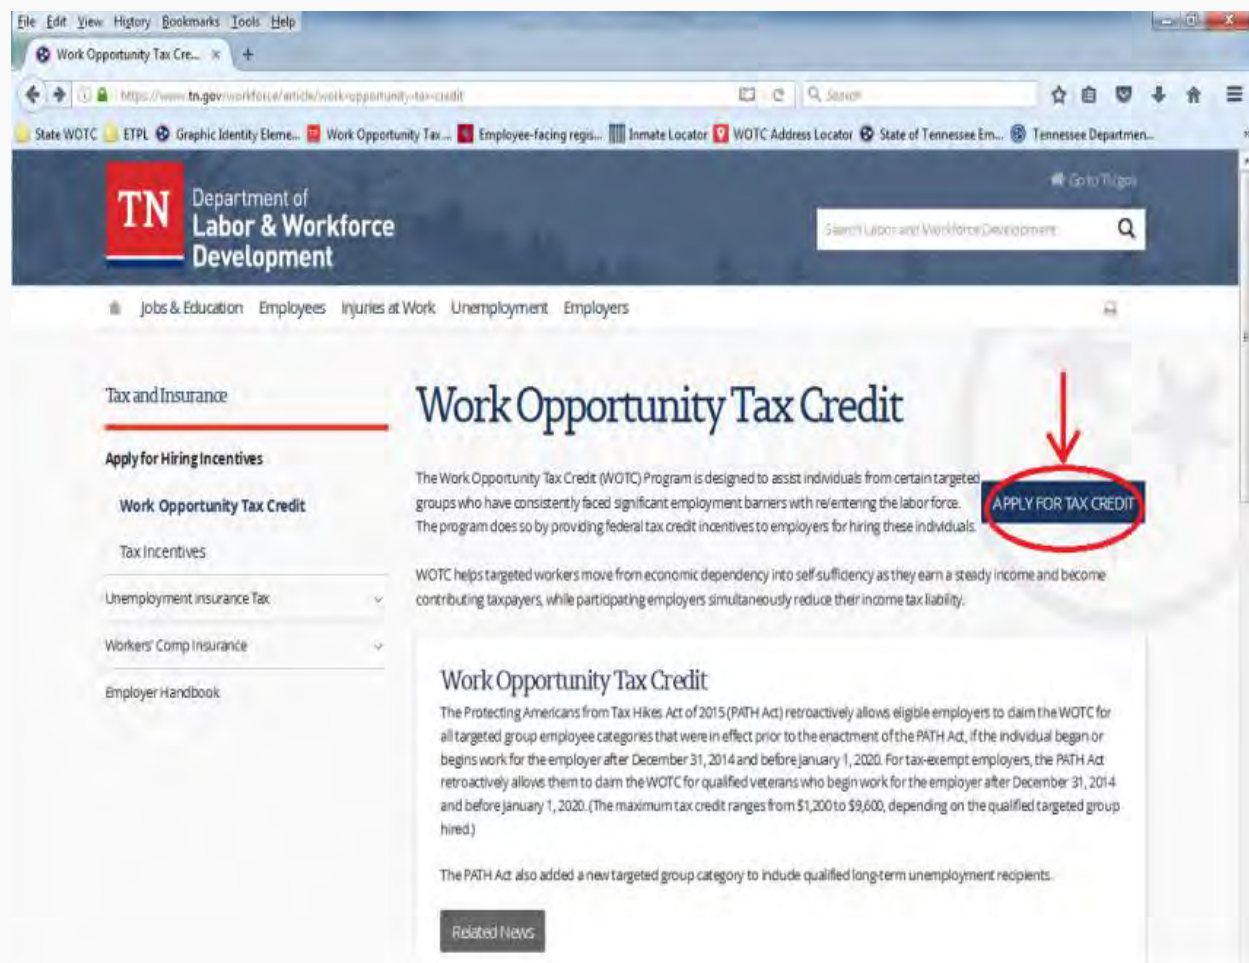 File Edit View History Bookmarks Tools Help
Work Opportunity Tax Cre... × +
https://www.tn.gov/workforce/article/work-opportunity-tax-credit
Search
State WOTC ETPL Graphic Identity Eleme... Work Opportunity Tax ... Employee-facing regis... Inmate Locator WOTC Address Locator State of Tennessee Em... Tennessee Departmen...
Go to TN.gov
TN
Department of
Labor & Workforce
Development
Search Labor and Workforce Development
Jobs & Education Employees Injuries at Work Unemployment Employers
Tax and Insurance
Apply for Hiring Incentives
Work Opportunity Tax Credit
Tax Incentives
Unemployment Insurance Tax
Workers' Comp Insurance
Employer Handbook
Work Opportunity Tax Credit
The Work Opportunity Tax Credit (WOTC) Program is designed to assist individuals from certain targeted
groups who have consistently faced significant employment barriers with re/entering the labor force.
The program does so by providing federal tax credit incentives to employers for hiring these individuals.
APPLY FOR TAX CREDIT
WOTC helps targeted workers move from economic dependency into self-sufficiency as they earn a steady income and become
contributing taxpayers, while participating employers simultaneously reduce their income tax liability.
Work Opportunity Tax Credit
The Protecting Americans from Tax Hikes Act of 2015 (PATH Act) retroactively allows eligible employers to claim the WOTC for
all targeted group employee categories that were in effect prior to the enactment of the PATH Act, if the individual began or
begins work for the employer after December 31, 2014 and before January 1, 2020. For tax-exempt employers, the PATH Act
retroactively allows them to claim the WOTC for qualified veterans who begin work for the employer after December 31, 2014
and before January 1, 2020. (The maximum tax credit ranges from $1,200 to $9,600, depending on the qualified targeted group
hired.)
The PATH Act also added a new targeted group category to include qualified long-term unemployment recipients.
Related News